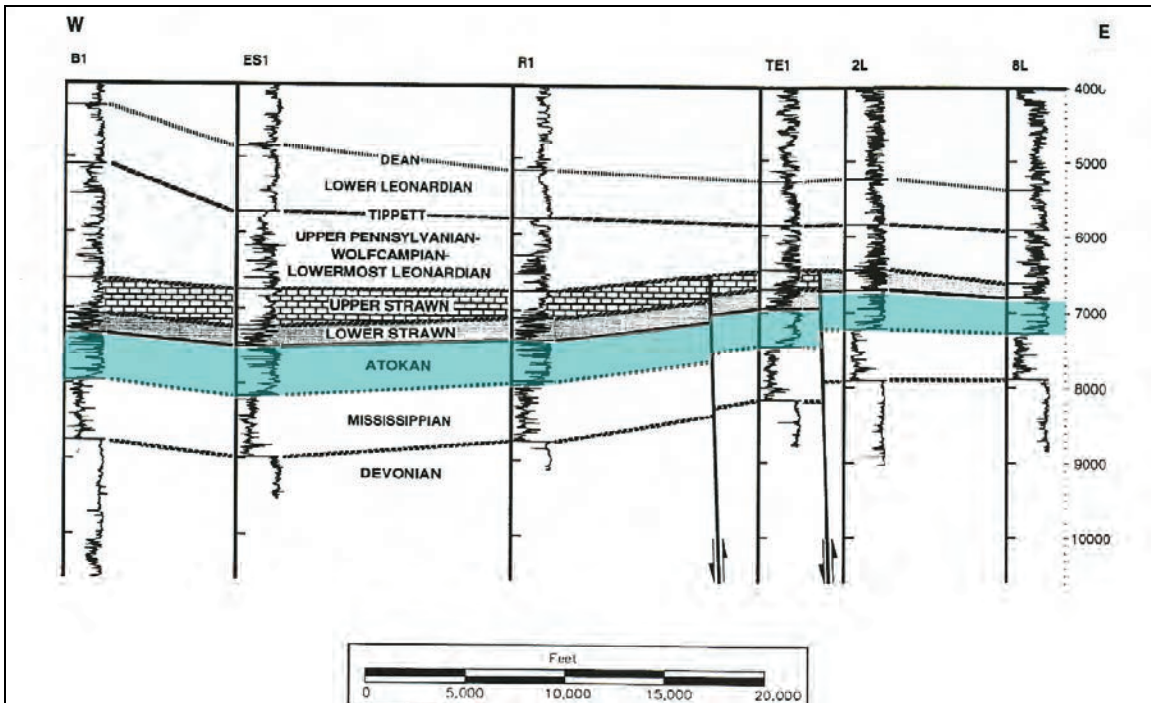 W E
B1 ES1 R1 TE1 2L 8L
4000
DEAN
5000
LOWER LEONARDIAN
TIPPETT
UPPER PENNSYLVANIAN-
6000
WOLFCAMPIAN-
LOWERMOST LEONARDIAN
UPPER STRAWN
7000
LOWER STRAWN
ATOKAN
8000
MISSISSIPPIAN
DEVONIAN
9000
10000
Feet
0 5,000 10,000 15,000 20,000